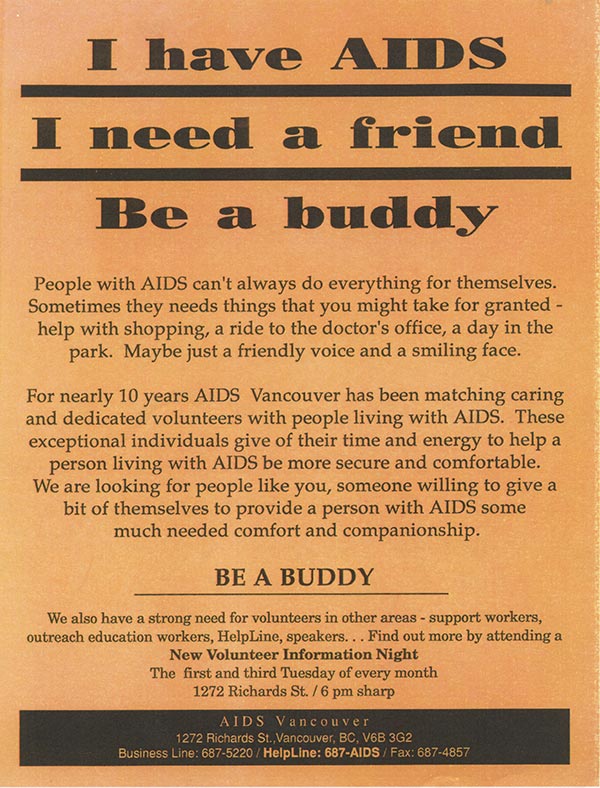 I have AIDS
I need a friend
Be a buddy
People with AIDS can't always do everything for themselves.
Sometimes they needs things that you might take for granted -
help with shopping, a ride to the doctor's office, a day in the
park. Maybe just a friendly voice and a smiling face.
For nearly 10 years AIDS Vancouver has been matching caring
and dedicated volunteers with people living with AIDS. These
exceptional individuals give of their time and energy to help a
person living with AIDS be more secure and comfortable.
We are looking for people like you, someone willing to give a
bit of themselves to provide a person with AIDS some
much needed comfort and companionship.
BE A BUDDY
We also have a strong need for volunteers in other areas - support workers,
outreach education workers, HelpLine, speakers. . . Find out more by attending a
New Volunteer Information Night
The first and third Tuesday of every month
1272 Richards St. / 6 pm sharp
AIDS Vancouver
1272 Richards St.,Vancouver, BC, V6B 3G2
Business Line: 687-5220 / HelpLine: 687-AIDS / Fax: 687-4857